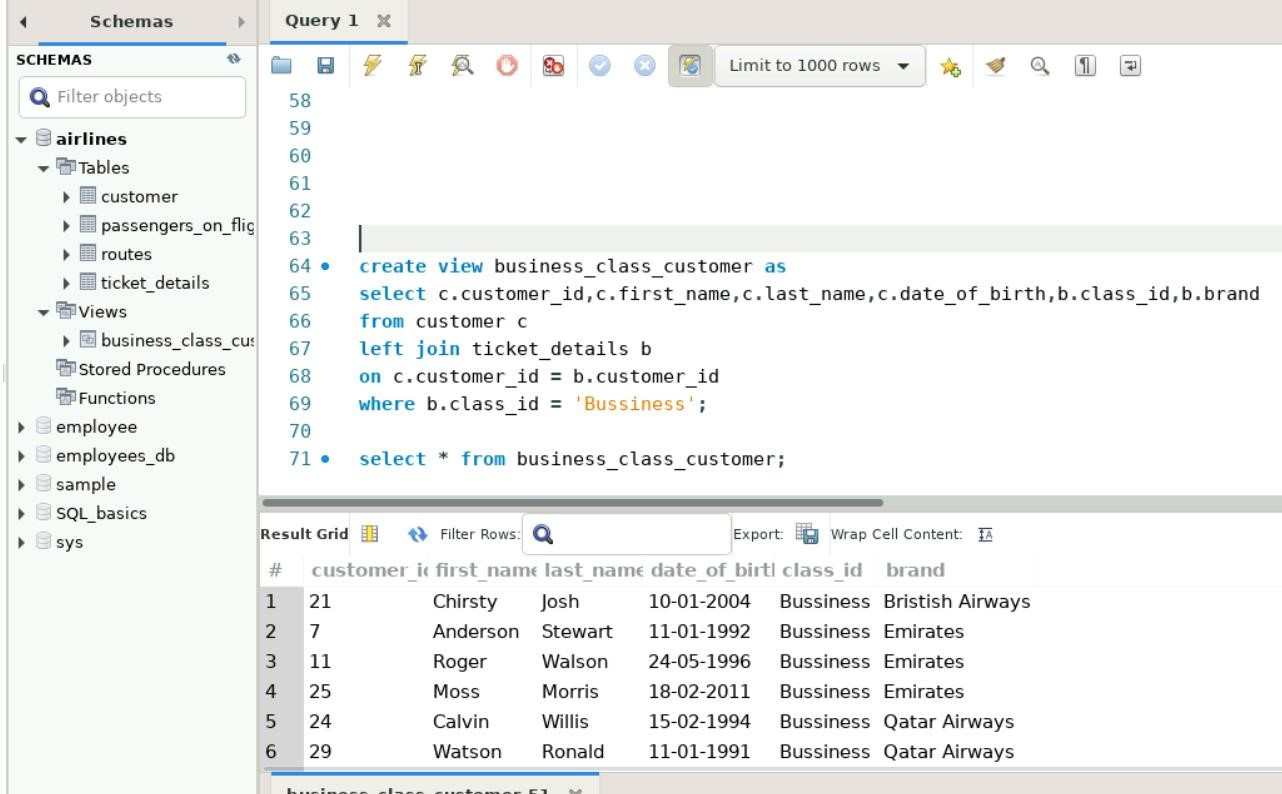 Schemas
SCHEMAS
Filter objects
airlines
Tables
customer
passengers_on_flig
routes
ticket_details
Views
business_class_cus
Stored Procedures
Functions
employee
employees_db
sample
SQL_basics
sys
Query 1
Limit to 1000 rows
58
59
60
61
62
63
64 create view business_class_customer as
65 select c.customer_id,c.first_name,c.last_name,c.date_of_birth,b.class_id,b.brand
66 from customer c
67 left join ticket_details b
68 on c.customer_id = b.customer_id
69 where b.class_id = 'Bussiness';
70
71 select * from business_class_customer;
Result Grid Filter Rows: Export: Wrap Cell Content:
# customer_id first_name last_name date_of_birth class_id brand
1 21 Chirsty Josh 10-01-2004 Bussiness Bristish Airways
2 7 Anderson Stewart 11-01-1992 Bussiness Emirates
3 11 Roger Walson 24-05-1996 Bussiness Emirates
4 25 Moss Morris 18-02-2011 Bussiness Emirates
5 24 Calvin Willis 15-02-1994 Bussiness Qatar Airways
6 29 Watson Ronald 11-01-1991 Bussiness Qatar Airways
business_class_customer 51